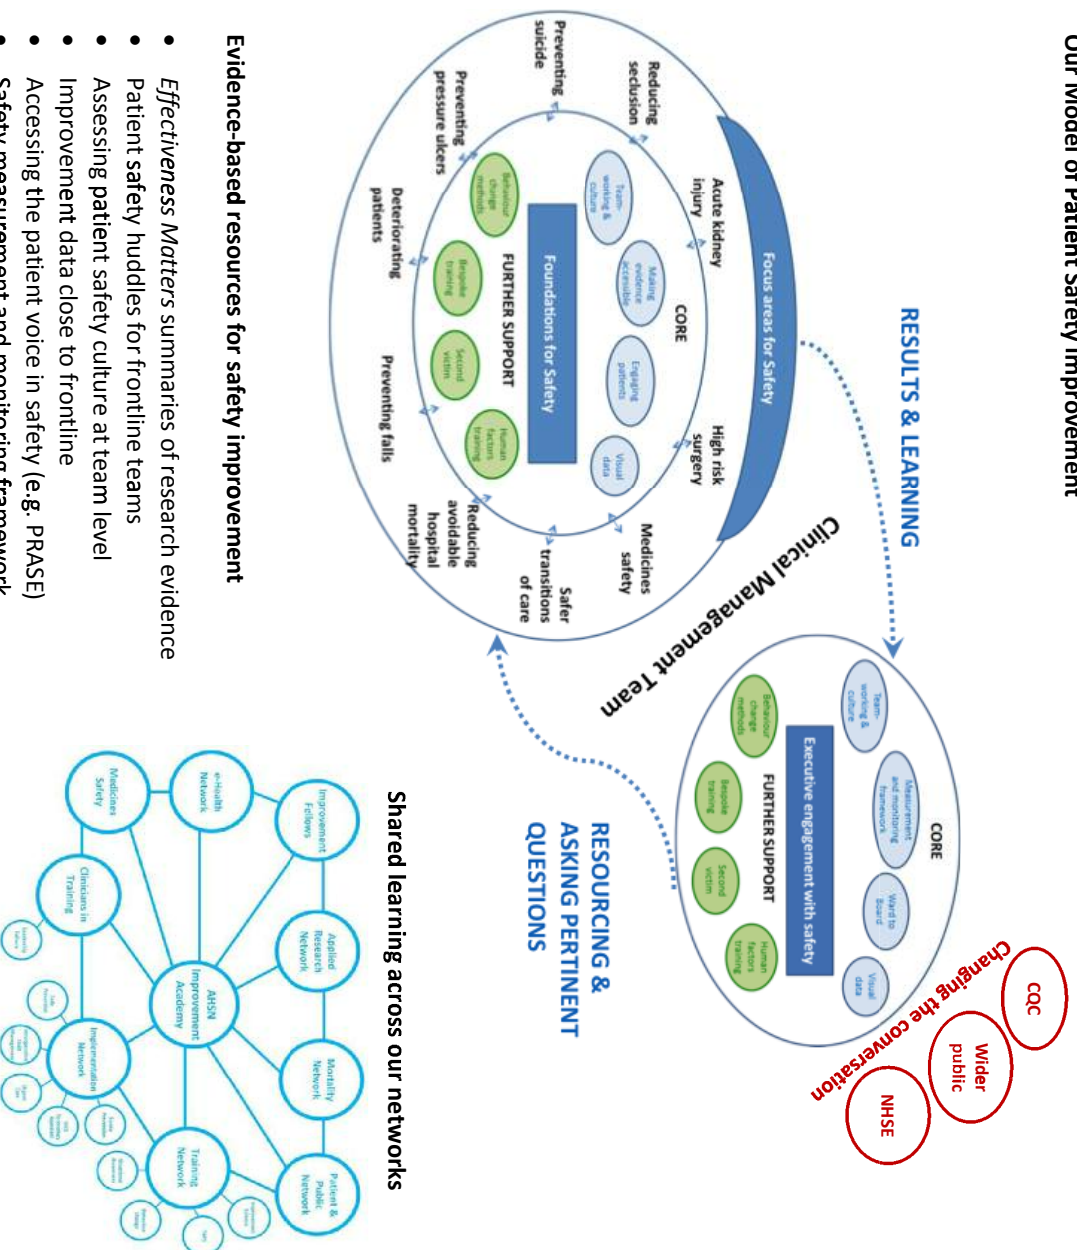 Our Model of Patient Safety Improvement
RESULTS & LEARNING
Focus areas for Safety
Reducing
seclusion
Acute kidney
injury
High risk
surgery
Medicines
safety
Preventing
suicide
Safer
transitions
of care
Preventing
pressure ulcers
Deteriorating
patients
Preventing falls
Reducing
avoidable
hospital
mortality
CORE
Team-
working &
culture
Making
evidence
accessible
Engaging
patients
Visual
data
Foundations for Safety
FURTHER SUPPORT
Behaviour
change
methods
Bespoke
training
Second
victim
Human
factors
training
Clinical Management Team
CORE
Team-
working &
culture
Measurement
and monitoring
framework
Ward to
Board
Visual
data
Executive engagement with safety
FURTHER SUPPORT
Behaviour
change
methods
Bespoke
training
Second
victim
Human
factors
training
CQC
Wider
public
NHSE
Changing the conversation
RESOURCING &
ASKING PERTINENT
QUESTIONS
Evidence-based resources for safety improvement
• Effectiveness Matters summaries of research evidence
• Patient safety huddles for frontline teams
• Assessing patient safety culture at team level
• Improvement data close to frontline
• Accessing the patient voice in safety (e.g. PRASE)
• Safety measurement and monitoring framework
Shared learning across our networks
Improvement
Fellows
Applied
Research
Network
Mortality
Network
Patient &
Public
Network
e-Health
Network
AHSN
Improvement
Academy
Medicines
Safety
Clinicians in
Training
Implementation
Network
Training
Network